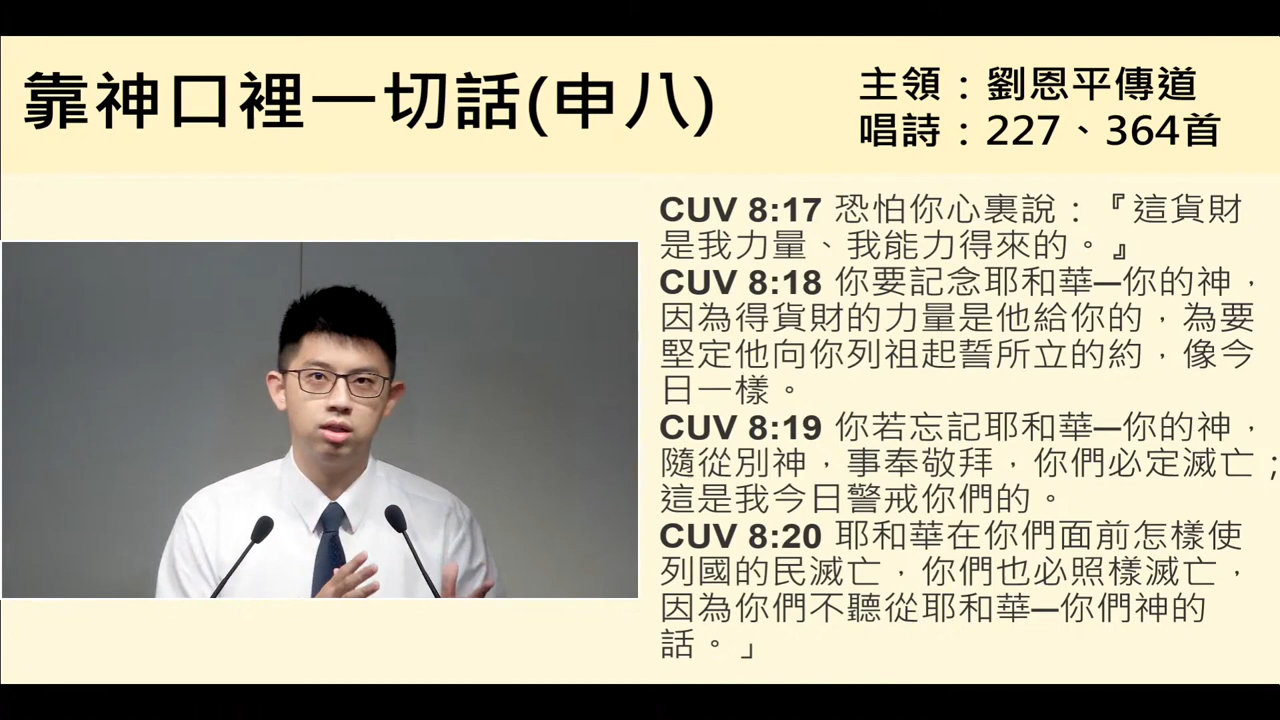 靠神口裡一切話(申八)
主領：劉恩平傳道
唱詩：227、364首
CUV 8:17 恐怕你心裏說：『這貨財
是我力量、我能力得來的。』
CUV 8:18 你要記念耶和華—你的神，
因為得貨財的力量是他給你的，為要
堅定他向你列祖起誓所立的約，像今
日一樣。
CUV 8:19 你若忘記耶和華—你的神，
隨從別神，事奉敬拜，你們必定滅亡；
這是我今日警戒你們的。
CUV 8:20 耶和華在你們面前怎樣使
列國的民滅亡，你們也必照樣滅亡，
因為你們不聽從耶和華—你們神的
話。」